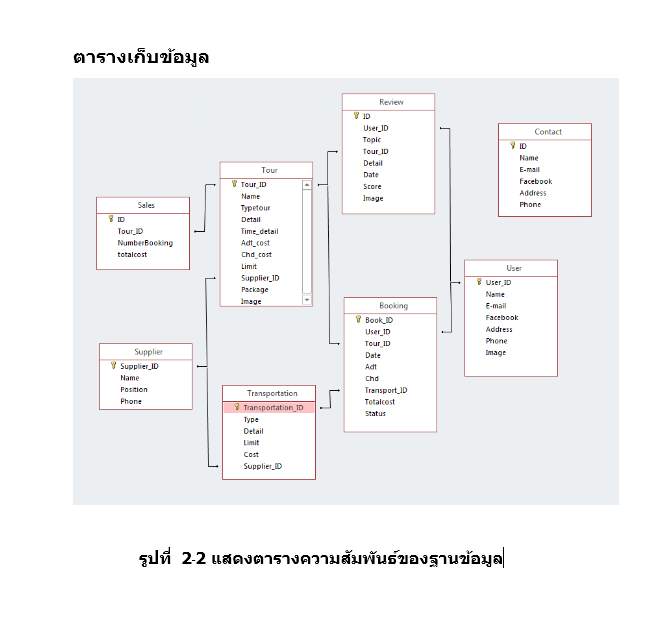 ตารางเก็บข้อมูล
Review
ID
User_ID
Topic
Tour_ID
Detail
Date
Score
Image
Contact
ID
Name
E-mail
Facebook
Address
Phone
Tour
Tour_ID
Name
Typetour
Detail
Time_detail
Adt_cost
Chd_cost
Limit
Supplier_ID
Package
Image
Sales
ID
Tour_ID
NumberBooking
totalcost
User
User_ID
Name
E-mail
Facebook
Address
Phone
Image
Booking
Book_ID
User_ID
Tour_ID
Date
Adt
Chd
Transport_ID
Totalcost
Status
Supplier
Supplier_ID
Name
Position
Phone
Transportation
Transportation_ID
Type
Detail
Limit
Cost
Supplier_ID
รูปที่ 2-2 แสดงตารางความสัมพันธ์ของฐานข้อมูล